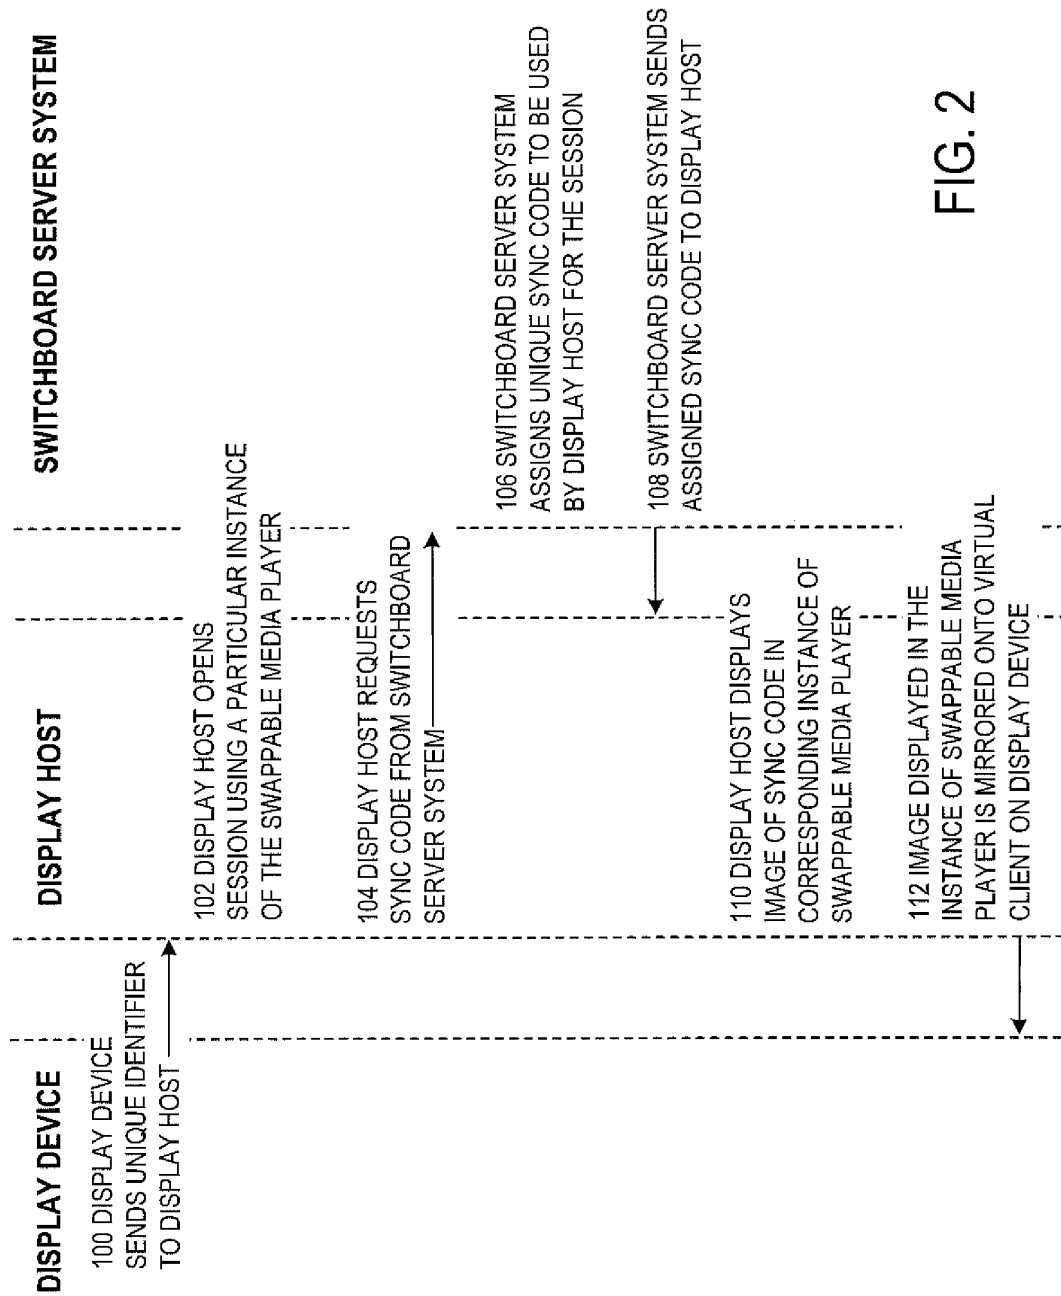 DISPLAY DEVICE
DISPLAY HOST
SWITCHBOARD SERVER SYSTEM
100 DISPLAY DEVICE
SENDS UNIQUE IDENTIFIER
TO DISPLAY HOST
102 DISPLAY HOST OPENS
SESSION USING A PARTICULAR INSTANCE
OF THE SWAPPABLE MEDIA PLAYER
104 DISPLAY HOST REQUESTS
SYNC CODE FROM SWITCHBOARD
SERVER SYSTEM
106 SWITCHBOARD SERVER SYSTEM
ASSIGNS UNIQUE SYNC CODE TO BE USED
BY DISPLAY HOST FOR THE SESSION
108 SWITCHBOARD SERVER SYSTEM SENDS
ASSIGNED SYNC CODE TO DISPLAY HOST
110 DISPLAY HOST DISPLAYS
IMAGE OF SYNC CODE IN
CORRESPONDING INSTANCE OF
SWAPPABLE MEDIA PLAYER
112 IMAGE DISPLAYED IN THE
INSTANCE OF SWAPPABLE MEDIA
PLAYER IS MIRRORED ONTO VIRTUAL
CLIENT ON DISPLAY DEVICE
FIG. 2